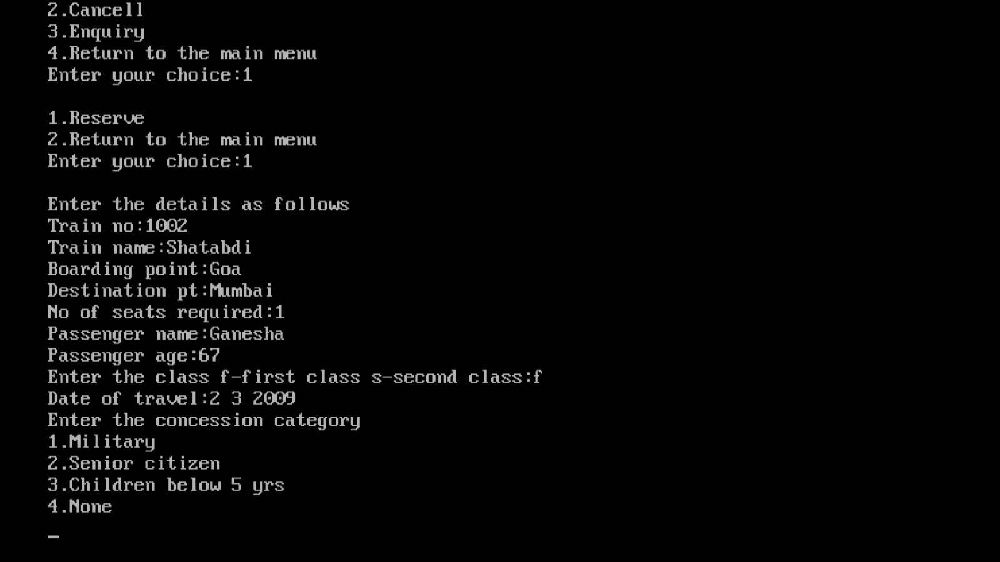 2.Cancell
3.Enquiry
4.Return to the main menu
Enter your choice:1
1.Reserve
2.Return to the main menu
Enter your choice:1
Enter the details as follows
Train no:1002
Train name:Shatabdi
Boarding point:Goa
Destination pt:Mumbai
No of seats required:1
Passenger name:Ganesha
Passenger age:67
Enter the class f-first class s-second class:f
Date of travel:2 3 2009
Enter the concession category
1.Military
2.Senior citizen
3.Children below 5 yrs
4.None
_